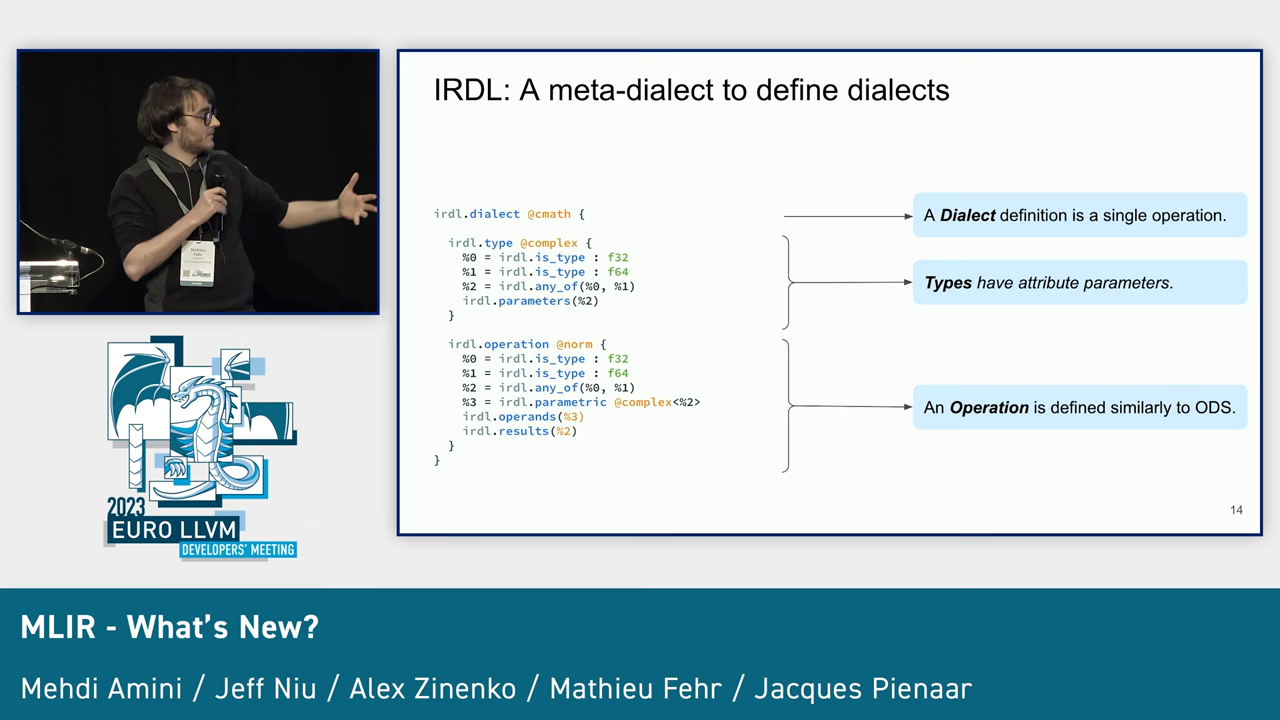 IRDL: A meta-dialect to define dialects
irdl.dialect @cmath {
irdl.type @complex {
%0 = irdl.is_type : f32
%1 = irdl.is_type : f64
%2 = irdl.any_of(%0, %1)
irdl.parameters(%2)
}
irdl.operation @norm {
%0 = irdl.is_type : f32
%1 = irdl.is_type : f64
%2 = irdl.any_of(%0, %1)
%3 = irdl.parametric @complex<%2>
irdl.operands(%3)
irdl.results(%2)
}
}
A Dialect definition is a single operation.
Types have attribute parameters.
An Operation is defined similarly to ODS.
14
Mathieu
Fehr
2023
EURO LLVM
DEVELOPERS' MEETING
MLIR - What's New?
Mehdi Amini / Jeff Niu / Alex Zinenko / Mathieu Fehr / Jacques Pienaar